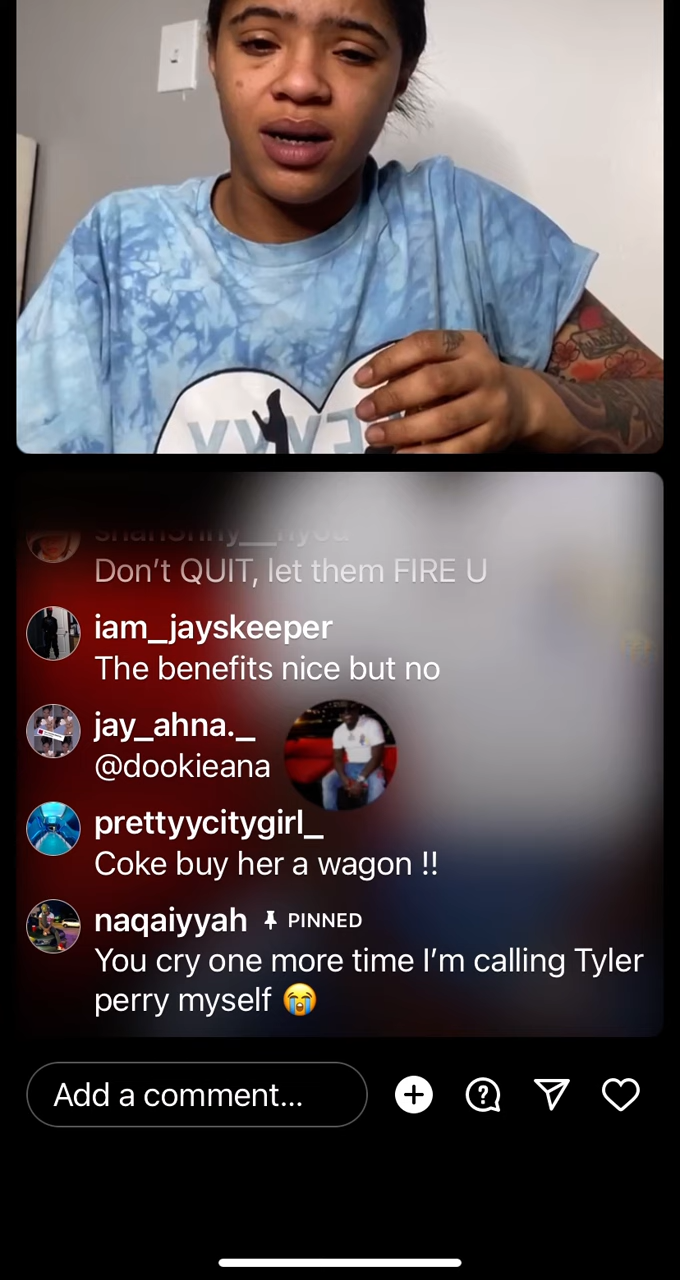 Don't QUIT, let them FIRE U
iam_jayskeeper
The benefits nice but no
jay_ahna._
@dookieana
prettyycitygirl_
Coke buy her a wagon !!
naqaiyyah PINNED
You cry one more time I'm calling Tyler
perry myself 😭
Add a comment...